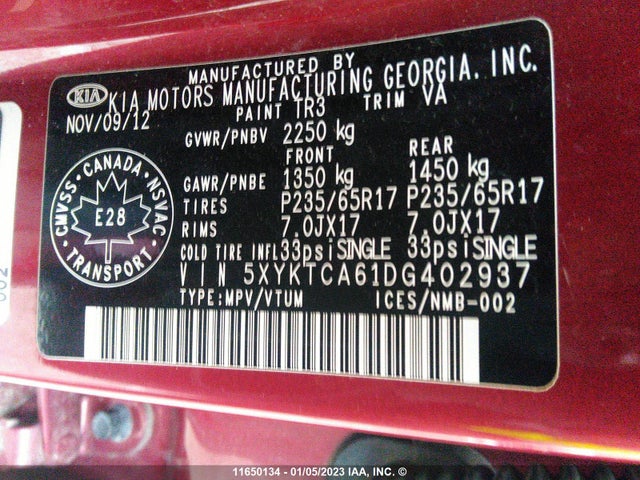 MANUFACTURED BY
KIA KIA MOTORS MANUFACTURING GEORGIA. INC.
NOV/09/12 PAINT TR3 TRIM VA
GVWR/PNBV 2250 kg
FRONT REAR
GAWR/PNBE 1350 kg 1450 kg
TIRES P235/65R17 P235/65R17
RIMS 7.0JX17 7.0JX17
COLD TIRE INFL 33psi SINGLE 33psi SINGLE
VIN 5XYKTCA61DG402937
TYPE:MPV/VTUM ICES/NMB-002
CANADA
CMVSS NSVAC
E28
TRANSPORT
002
11650134 - 01/05/2023 IAA, INC. ©